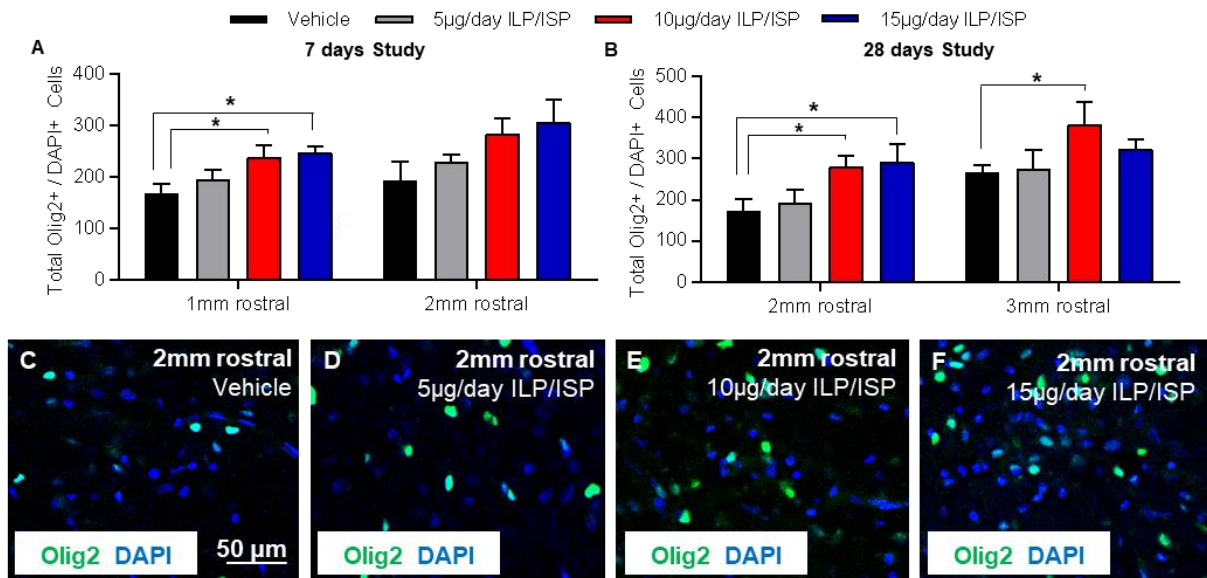 Vehicle 5µg/day ILP/ISP 10µg/day ILP/ISP 15µg/day ILP/ISP
A 7 days Study
Total Olig2+ / DAPI+ Cells
400
300
200
100
0
* *
1mm rostral 2mm rostral
B 28 days Study
Total Olig2+ / DAPI+ Cells
500
400
300
200
100
0
* * *
2mm rostral 3mm rostral
C 2mm rostral
Vehicle
Olig2 DAPI
50 µm
D 2mm rostral
5µg/day ILP/ISP
Olig2 DAPI
E 2mm rostral
10µg/day ILP/ISP
Olig2 DAPI
F 2mm rostral
15µg/day ILP/ISP
Olig2 DAPI